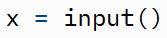 x = input()